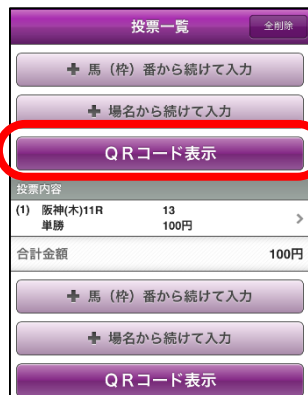 投票一覧 全削除
✚ 馬（枠）番から続けて入力
✚ 場名から続けて入力
ＱＲコード表示
投票内容
(1) 阪神(木)11R 13
単勝 100円
合計金額 100円
✚ 馬（枠）番から続けて入力
✚ 場名から続けて入力
ＱＲコード表示